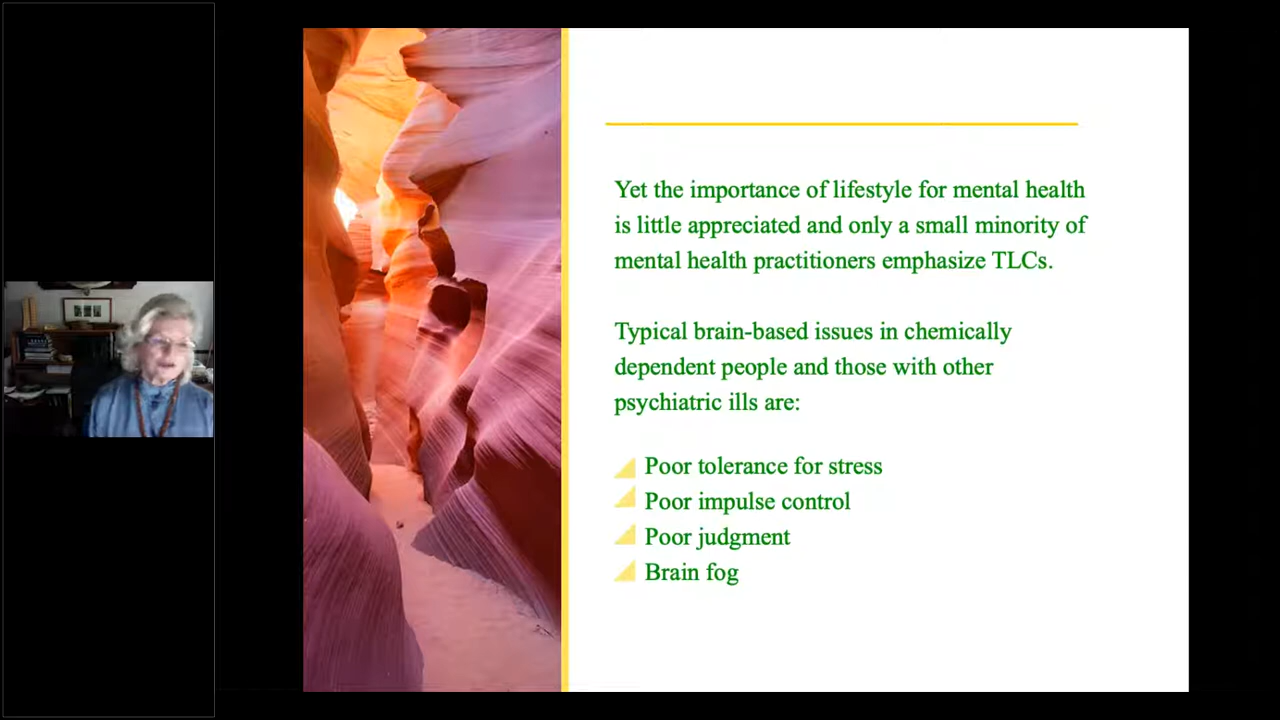 Yet the importance of lifestyle for mental health
is little appreciated and only a small minority of
mental health practitioners emphasize TLCs.
Typical brain-based issues in chemically
dependent people and those with other
psychiatric ills are:
Poor tolerance for stress
Poor impulse control
Poor judgment
Brain fog